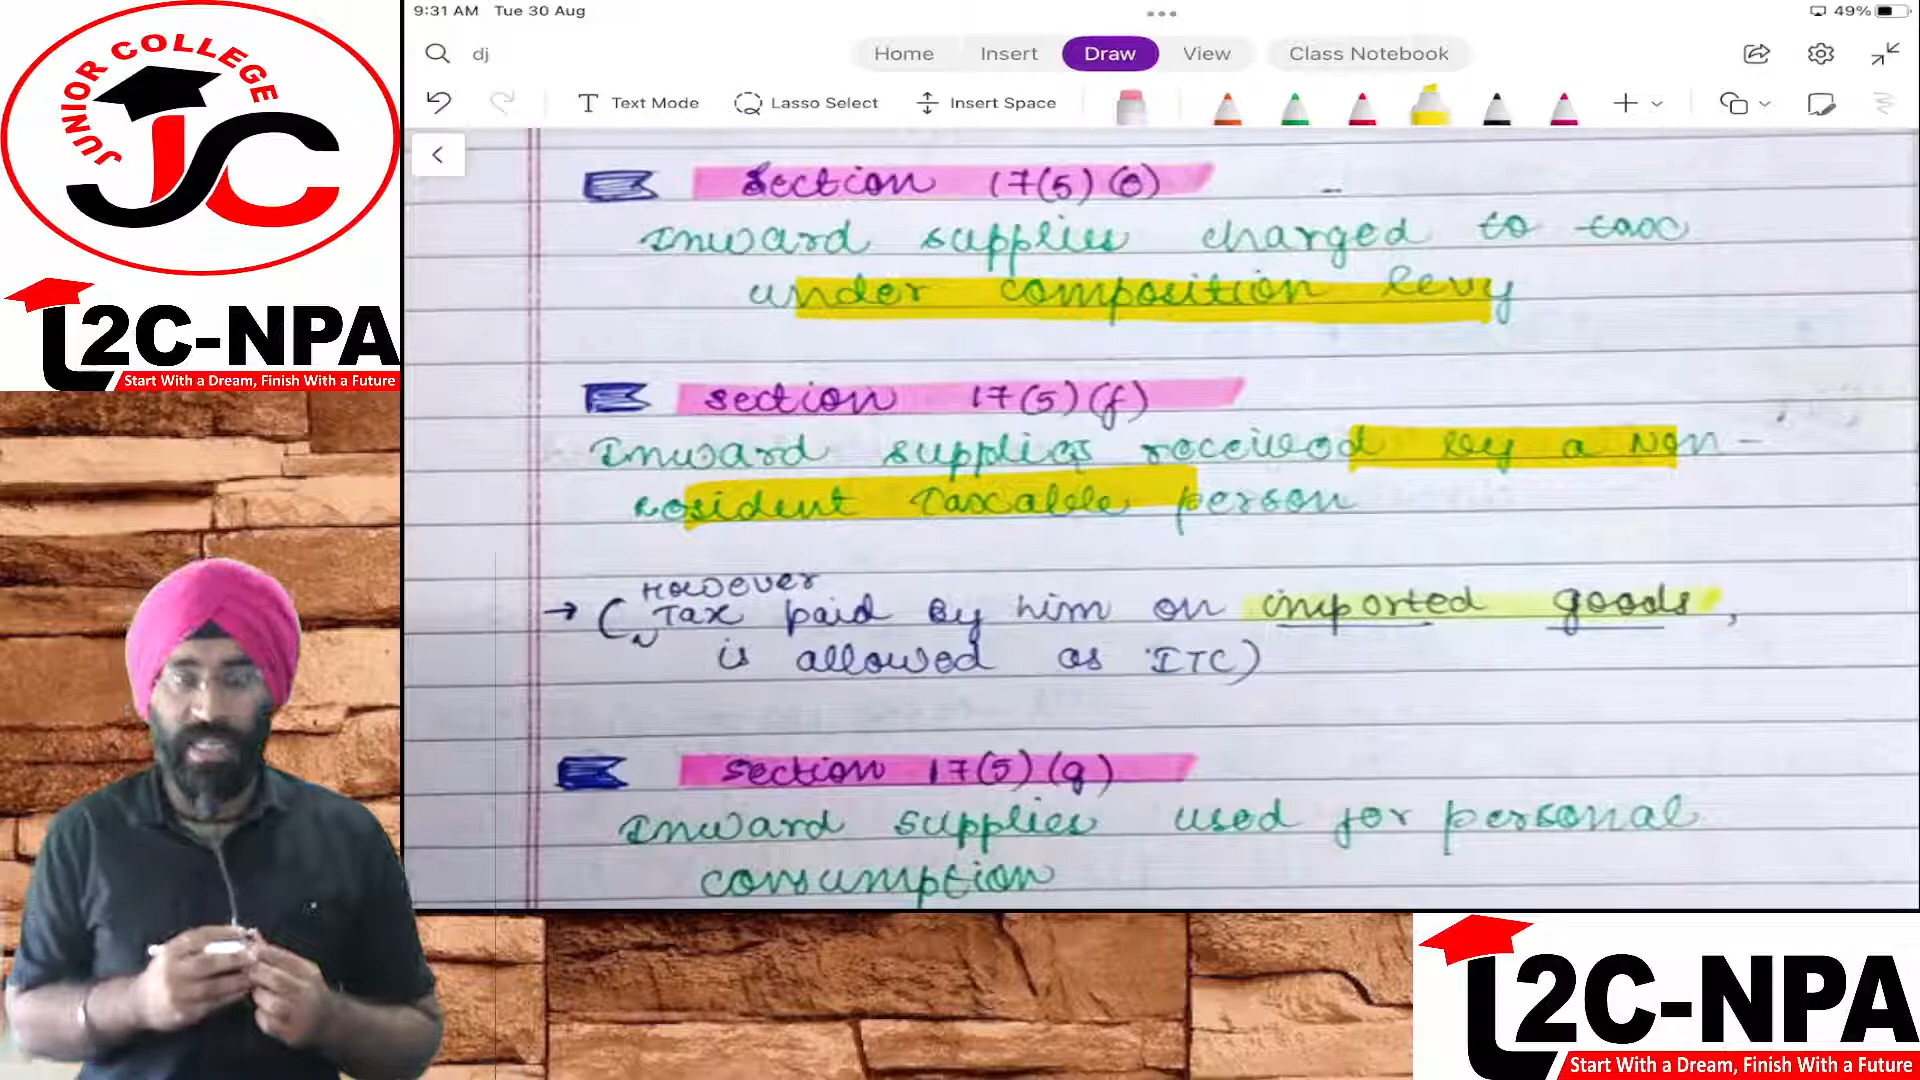 JUNIOR COLLEGE
JC
L2C-NPA
Start With a Dream, Finish With a Future
9:31 AM Tue 30 Aug
49%
dj
Home Insert Draw View Class Notebook
Text Mode Lasso Select Insert Space
Section 17(5)(e)
Inward supplies charged to tax
under composition levy
Section 17(5)(f)
Inward supplies received by a Non-
resident Taxable person
However
→ (Tax paid by him on imported goods,
is allowed as ITC)
Section 17(5)(g)
Inward supplies used for personal
consumption
L2C-NPA
Start With a Dream, Finish With a Future